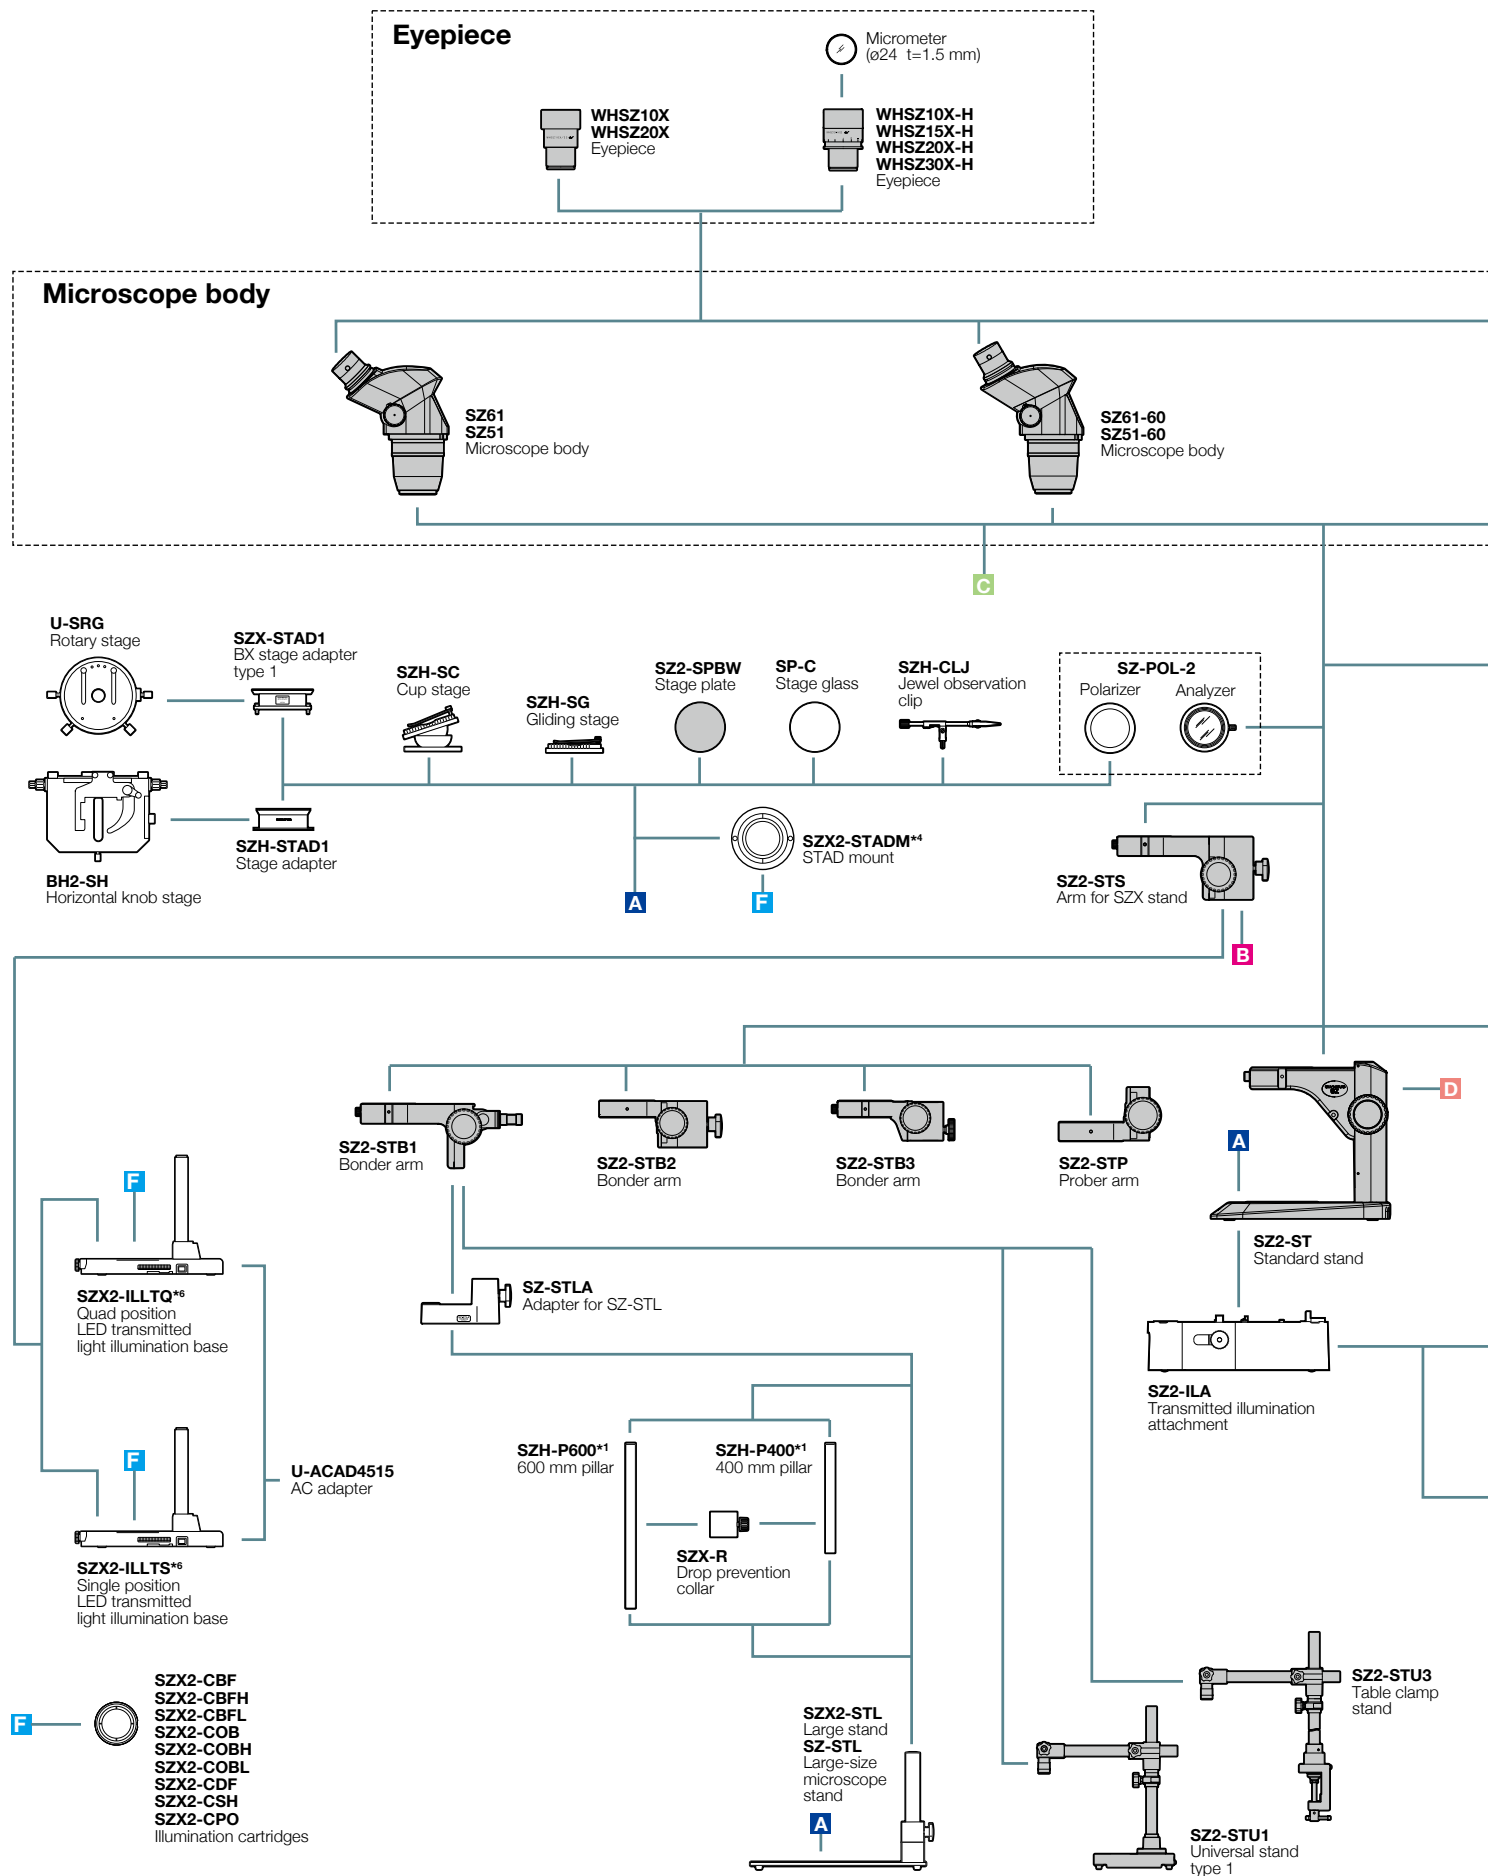 Eyepiece
Micrometer
(ø24 t=1.5 mm)
WHSZ10X
WHSZ20X
Eyepiece
WHSZ10X-H
WHSZ15X-H
WHSZ20X-H
WHSZ30X-H
Eyepiece
Microscope body
SZ61
SZ51
Microscope body
SZ61-60
SZ51-60
Microscope body
C
U-SRG
Rotary stage
SZX-STAD1
BX stage adapter
type 1
SZH-SC
Cup stage
SZH-SG
Gliding stage
SZ2-SPBW
Stage plate
SP-C
Stage glass
SZH-CLJ
Jewel observation
clip
SZ-POL-2
Polarizer
Analyzer
BH2-SH
Horizontal knob stage
SZH-STAD1
Stage adapter
SZX2-STADM*4
STAD mount
A
F
SZ2-STS
Arm for SZX stand
B
SZ2-STB1
Bonder arm
SZ2-STB2
Bonder arm
SZ2-STB3
Bonder arm
SZ2-STP
Prober arm
D
A
SZ2-ST
Standard stand
F
SZX2-ILLTQ*6
Quad position
LED transmitted
light illumination base
SZ-STLA
Adapter for SZ-STL
SZ2-ILA
Transmitted illumination
attachment
F
U-ACAD4515
AC adapter
SZH-P600*1
600 mm pillar
SZH-P400*1
400 mm pillar
SZX-R
Drop prevention
collar
SZX2-ILLTS*6
Single position
LED transmitted
light illumination base
F
SZX2-CBF
SZX2-CBFH
SZX2-CBFL
SZX2-COB
SZX2-COBH
SZX2-COBL
SZX2-CDF
SZX2-CSH
SZX2-CPO
Illumination cartridges
SZX2-STL
Large stand
SZ-STL
Large-size
microscope
stand
A
SZ2-STU3
Table clamp
stand
SZ2-STU1
Universal stand
type 1